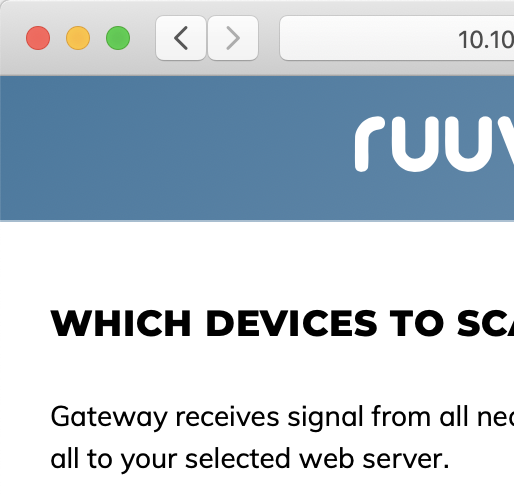 10.10
ruuv
WHICH DEVICES TO SCA
Gateway receives signal from all nea
all to your selected web server.